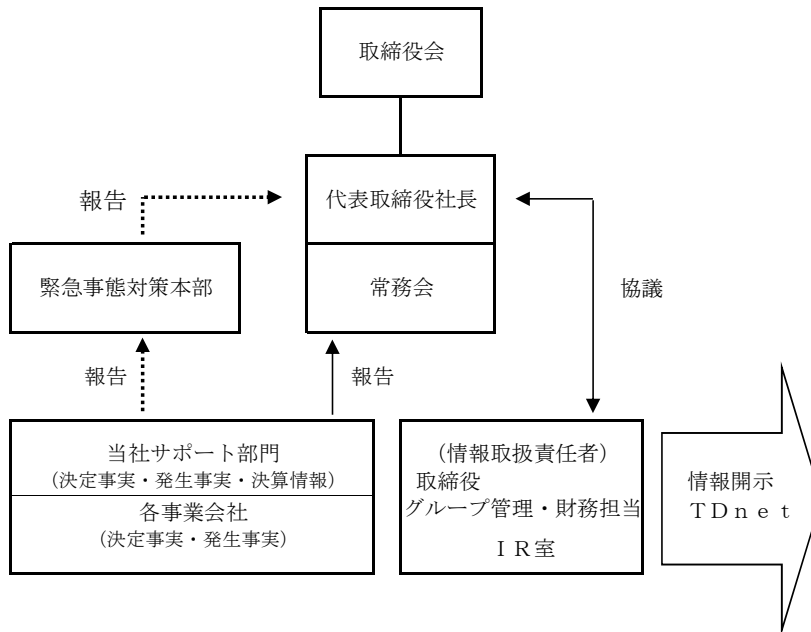 取締役会
報告
代表取締役社長
緊急事態対策本部
常務会
協議
報告
報告
当社サポート部門
(決定事実・発生事実・決算情報)
各事業会社
(決定事実・発生事実)
(情報取扱責任者)
取締役
グループ管理・財務担当
ＩＲ室
情報開示
ＴＤｎｅｔ